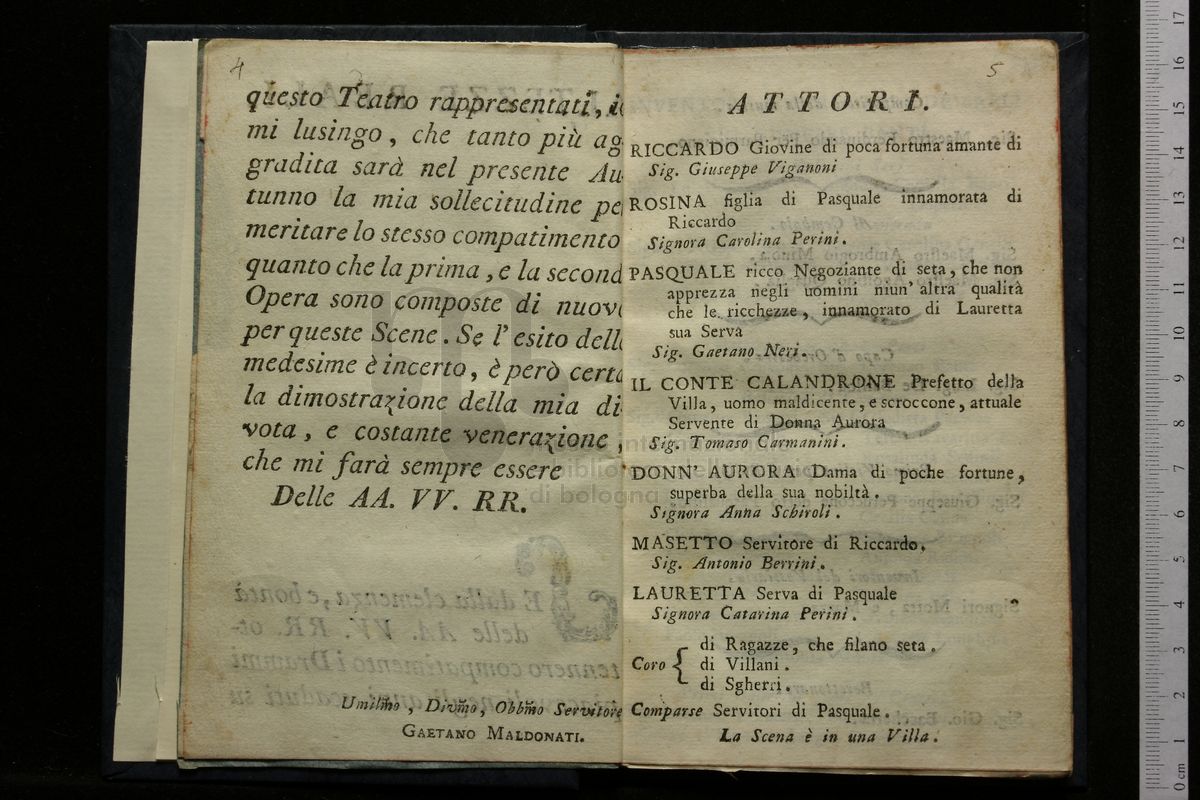 4
questo Teatro rappresentati, io
mi lusingo, che tanto più ag-
gradita sarà nel presente Au-
tunno la mia sollecitudine pe
meritare lo stesso compatimento
quanto che la prima, e la second
Opera sono composte di nuov
per queste Scene. Se l'esito dell
medesime è incerto, è però cert
la dimostrazione della mia di-
vota, e costante venerazione,
che mi farà sempre essere
Delle AA. VV. RR.
Umilm̃o, Divm̃o, Obbm̃o Servitore
GAETANO MALDONATI.
5
ATTORI.
RICCARDO Giovine di poca fortuna amante di
Sig. Giuseppe Viganoni
ROSINA figlia di Pasquale innamorata di
Riccardo
Signora Carolina Perini.
PASQUALE ricco Negoziante di seta, che non
apprezza negli uomini niun' altra qualità
che le ricchezze, innamorato di Lauretta
sua Serva
Sig. Gaetano Neri.
IL CONTE CALANDRONE Prefetto della
Villa, uomo maldicente, e scroccone, attuale
Servente di Donna Aurora
Sig. Tomaso Carmanini.
DONN' AURORA Dama di poche fortune,
superba della sua nobiltà.
Signora Anna Schiroli.
MASETTO Servitore di Riccardo.
Sig. Antonio Berrini.
LAURETTA Serva di Pasquale
Signora Catarina Perini.
di Ragazze, che filano seta.
Coro { di Villani.
di Sgherri.
Comparse Servitori di Pasquale.
La Scena è in una Villa.